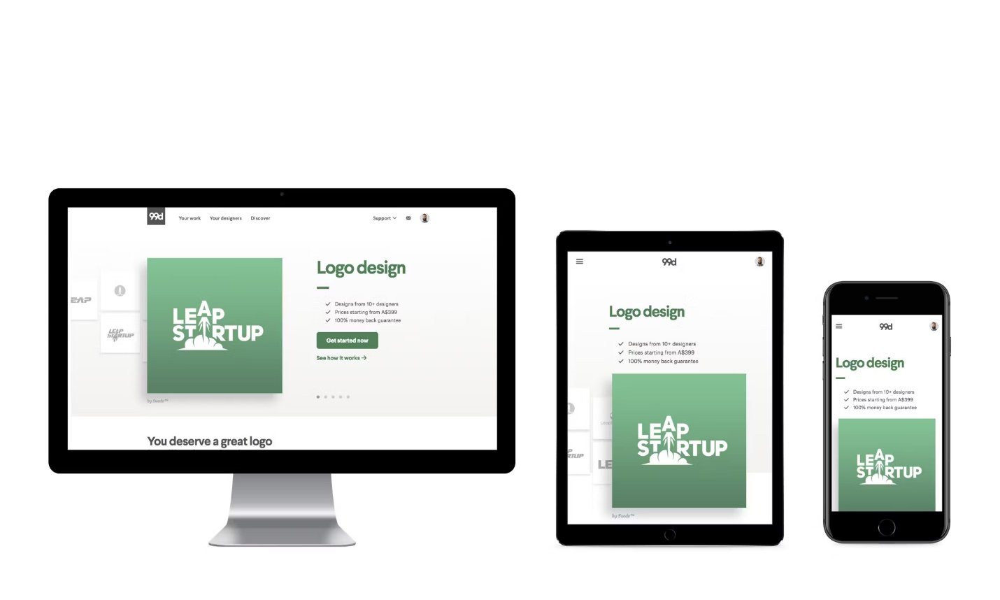 99d
Your work
Your designers
Discover
Support
EAP
LEAP
STARTUP
LEAP
STARTUP
by Suede™
Logo design
Designs from 10+ designers
Prices starting from A$399
100% money back guarantee
Get started now
See how it works →
You deserve a great logo
99d
Logo design
Designs from 10+ designers
Prices starting from A$399
100% money back guarantee
LE
LEAP
STARTUP
by Suede™
99d
Logo design
Designs from 10+ designers
Prices starting from A$399
100% money back guarantee
LEAP
STARTUP